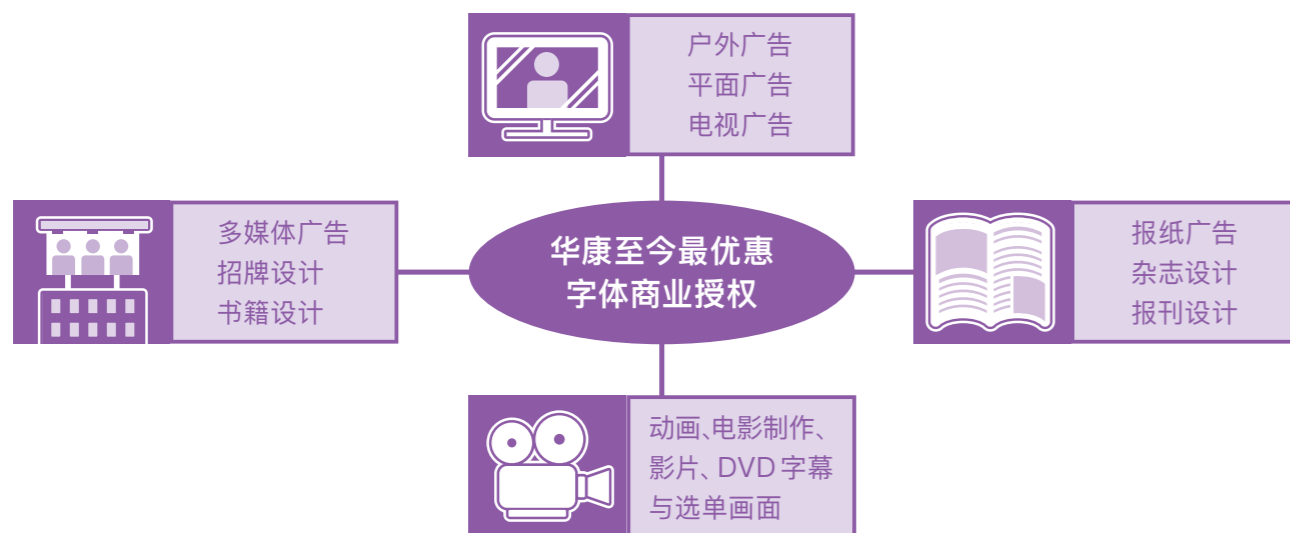 户外广告
平面广告
电视广告
多媒体广告
招牌设计
书籍设计
华康至今最优惠
字体商业授权
报纸广告
杂志设计
报刊设计
动画、电影制作、
影片、DVD 字幕
与选单画面